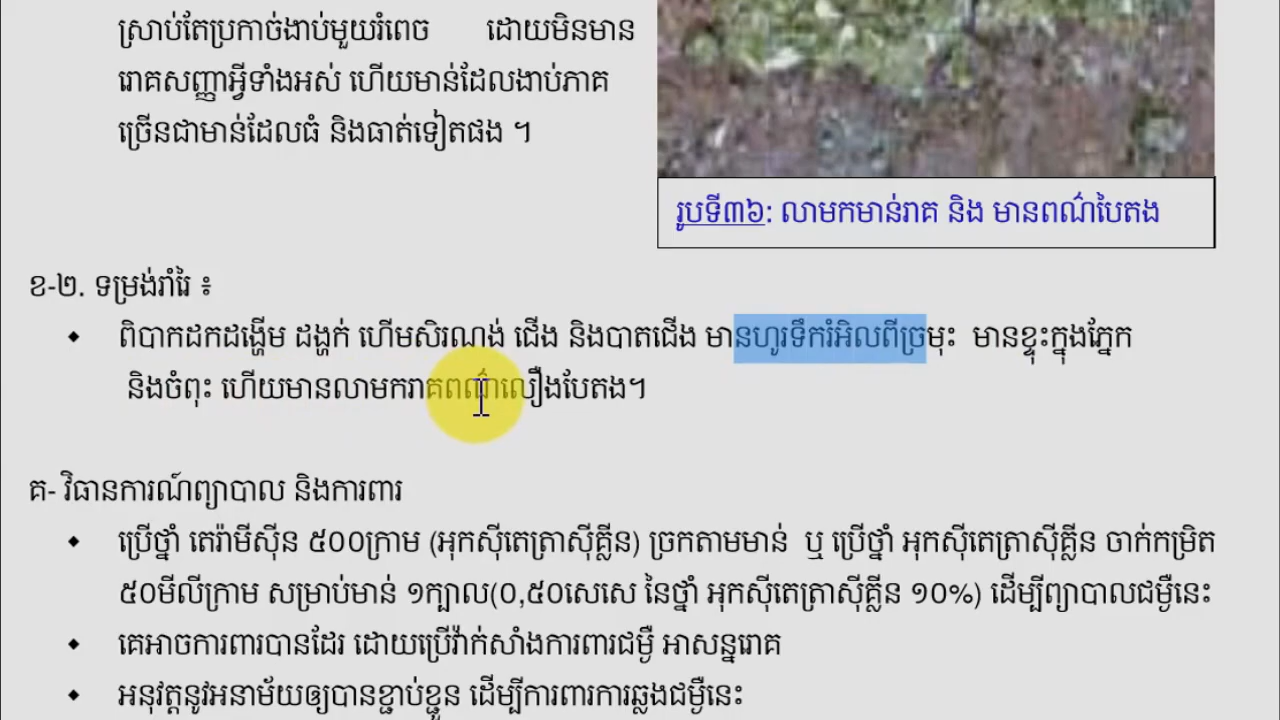 ស្រាប់តែប្រកាច់ងាប់មួយរំពេច ដោយមិនមាន
រោគសញ្ញាអ្វីទាំងអស់ ហើយមាន់ដែលងាប់ភាគ
ច្រើនជាមាន់ដែលធំ និងធាត់ទៀតផង ។
រូបទី៣៦: លាមកមាន់រាគ និង មានពណ៌បៃតង
ខ-២. ទម្រង់រាំរៃ ៖
⬥ ពិបាកដកដង្ហើម ដង្ហក់ ហើមសិរណង់ ជើង និងបាតជើង មានហូរទឹករំអិលពីច្រមុះ មានខ្ទុះក្នុងភ្នែក
និងចំពុះ ហើយមានលាមករាគពណ៌លឿងបៃតង។
គ- វិធានការណ៍ព្យាបាល និងការពារ
⬥ ប្រើថ្នាំ តេរ៉ាមីស៊ីន ៥០០ក្រាម (អុកស៊ីតេត្រាស៊ីគ្លីន) ច្រកតាមមាន់ ឬ ប្រើថ្នាំ អុកស៊ីតេត្រាស៊ីគ្លីន ចាក់កម្រិត
៥០មីលីក្រាម សម្រាប់មាន់ ១ក្បាល(០,៥០សេសេ នៃថ្នាំ អុកស៊ីតេត្រាស៊ីគ្លីន ១០%) ដើម្បីព្យាបាលជម្ងឺនេះ
⬥ គេអាចការពារបានដែរ ដោយប្រើវ៉ាក់សាំងការពារជម្ងឺ អាសន្នរោគ
⬥ អនុវត្តនូវអនាម័យឲ្យបានខ្ជាប់ខ្ជួន ដើម្បីការពារការឆ្លងជម្ងឺនេះ